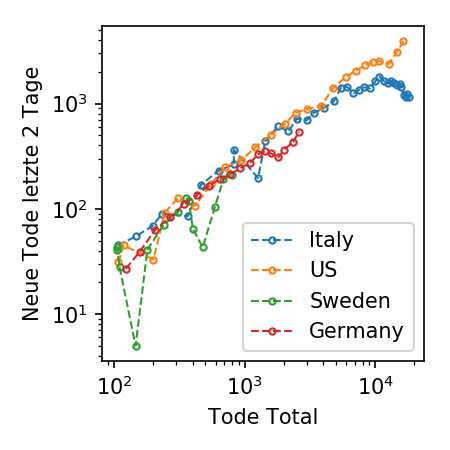 Neue Tode letzte 2 Tage
10³
10²
10¹
Italy
US
Sweden
Germany
10² 10³ 10⁴
Tode Total